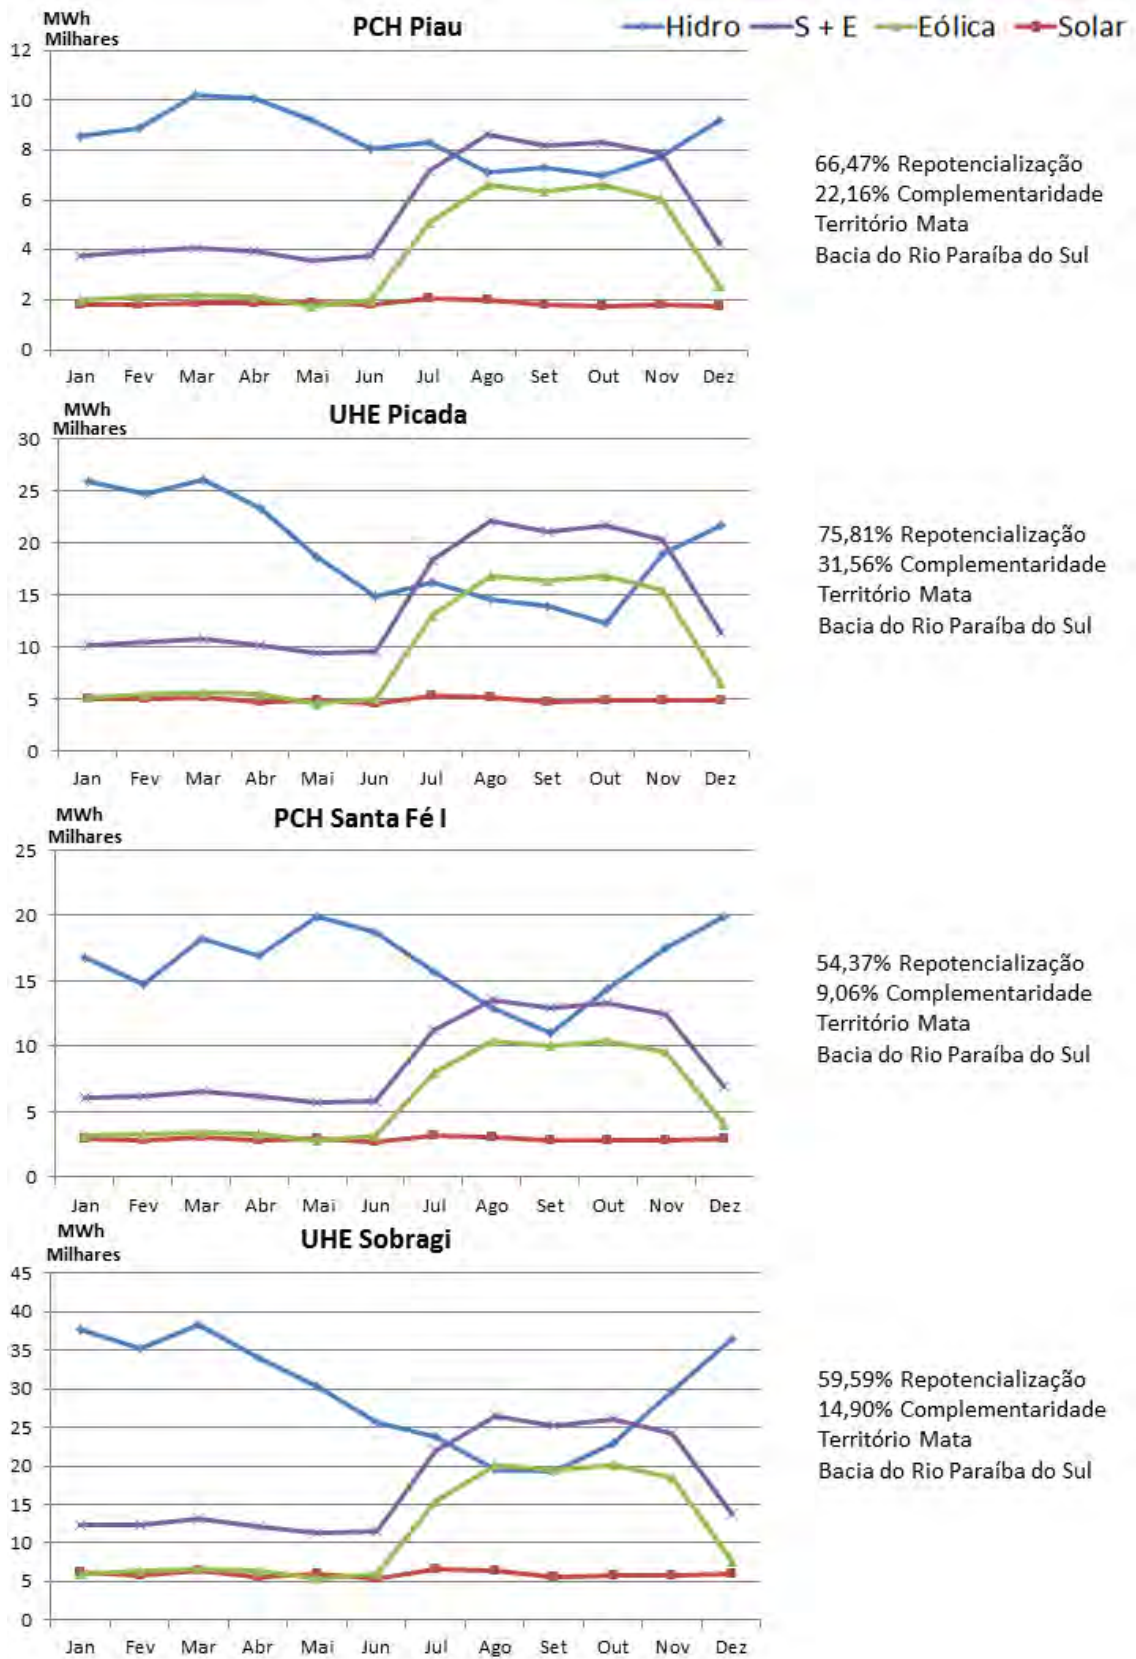 MWh
Milhares
PCH Piau
Hidro S + E Eólica Solar
12
10
8
6
4
2
0
Jan Fev Mar Abr Mai Jun Jul Ago Set Out Nov Dez
66,47% Repotencialização
22,16% Complementaridade
Território Mata
Bacia do Rio Paraíba do Sul
MWh
Milhares
UHE Picada
30
25
20
15
10
5
0
Jan Fev Mar Abr Mai Jun Jul Ago Set Out Nov Dez
75,81% Repotencialização
31,56% Complementaridade
Território Mata
Bacia do Rio Paraíba do Sul
MWh
Milhares
PCH Santa Fé I
25
20
15
10
5
0
Jan Fev Mar Abr Mai Jun Jul Ago Set Out Nov Dez
54,37% Repotencialização
9,06% Complementaridade
Território Mata
Bacia do Rio Paraíba do Sul
MWh
Milhares
UHE Sobragi
45
40
35
30
25
20
15
10
5
0
Jan Fev Mar Abr Mai Jun Jul Ago Set Out Nov Dez
59,59% Repotencialização
14,90% Complementaridade
Território Mata
Bacia do Rio Paraíba do Sul